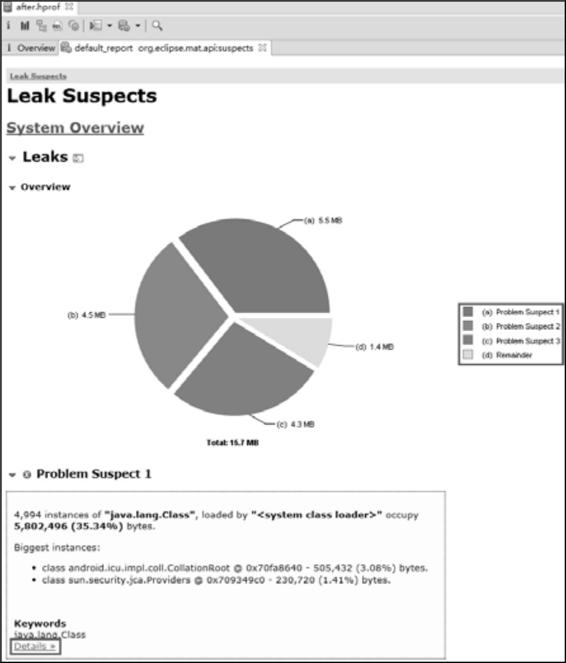 after.hprof
i Overview default_report org.eclipse.mat.api:suspects
Leak Suspects
Leak Suspects
System Overview
Leaks
Overview
(a) 5.5 MB
(b) 4.5 MB
(d) 1.4 MB
(c) 4.3 MB
Total: 15.7 MB
(a) Problem Suspect 1
(b) Problem Suspect 2
(c) Problem Suspect 3
(d) Remainder
Problem Suspect 1
4,994 instances of "java.lang.Class", loaded by "<system class loader>" occupy
5,802,496 (35.34%) bytes.
Biggest instances:
• class android.icu.impl.coll.CollationRoot @ 0x70fa8640 - 505,432 (3.08%) bytes.
• class sun.security.jca.Providers @ 0x709349c0 - 230,720 (1.41%) bytes.
Keywords
java.lang.Class
Details »